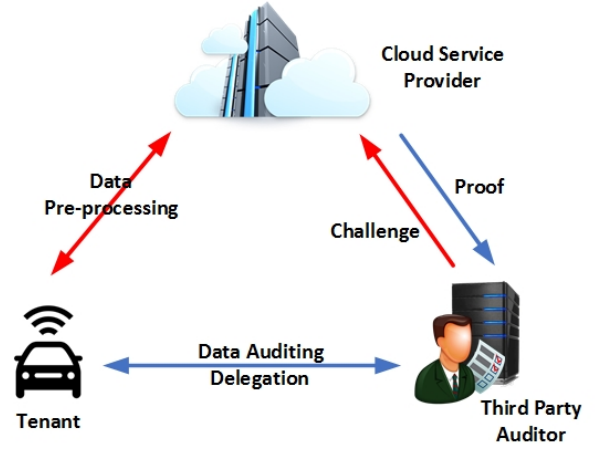 Cloud Service
Provider
Data
Pre-processing
Proof
Challenge
Data Auditing
Delegation
Tenant
Third Party
Auditor